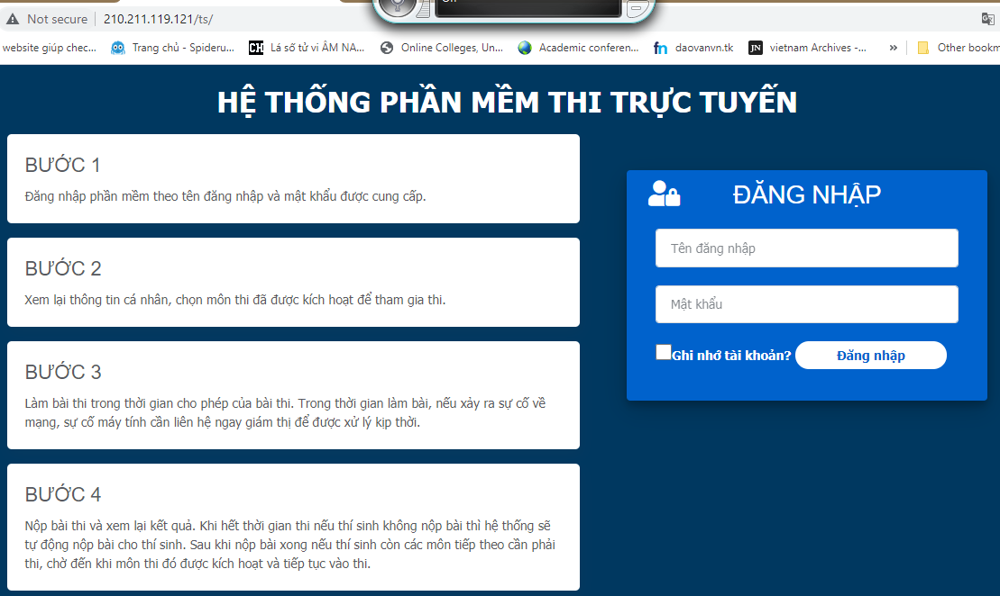 Not secure
210.211.119.121/ts/
website giúp chec...
Trang chủ - Spideru...
CH
Lá số tử vi ÂM NA...
Online Colleges, Un...
Academic conferen...
fn
daovanvn.tk
JN
vietnam Archives -...
»
Other bookm
HỆ THỐNG PHẦN MỀM THI TRỰC TUYẾN
BƯỚC 1
Đăng nhập phần mềm theo tên đăng nhập và mật khẩu được cung cấp.
BƯỚC 2
Xem lại thông tin cá nhân, chọn môn thi đã được kích hoạt để tham gia thi.
BƯỚC 3
Làm bài thi trong thời gian cho phép của bài thi. Trong thời gian làm bài, nếu xảy ra sự cố về
mạng, sự cố máy tính cần liên hệ ngay giám thị để được xử lý kịp thời.
BƯỚC 4
Nộp bài thi và xem lại kết quả. Khi hết thời gian thi nếu thí sinh không nộp bài thì hệ thống sẽ
tự động nộp bài cho thí sinh. Sau khi nộp bài xong nếu thí sinh còn các môn tiếp theo cần phải
thi, chờ đến khi môn thi đó được kích hoạt và tiếp tục vào thi.
ĐĂNG NHẬP
Tên đăng nhập
Mật khẩu
Ghi nhớ tài khoản?
Đăng nhập